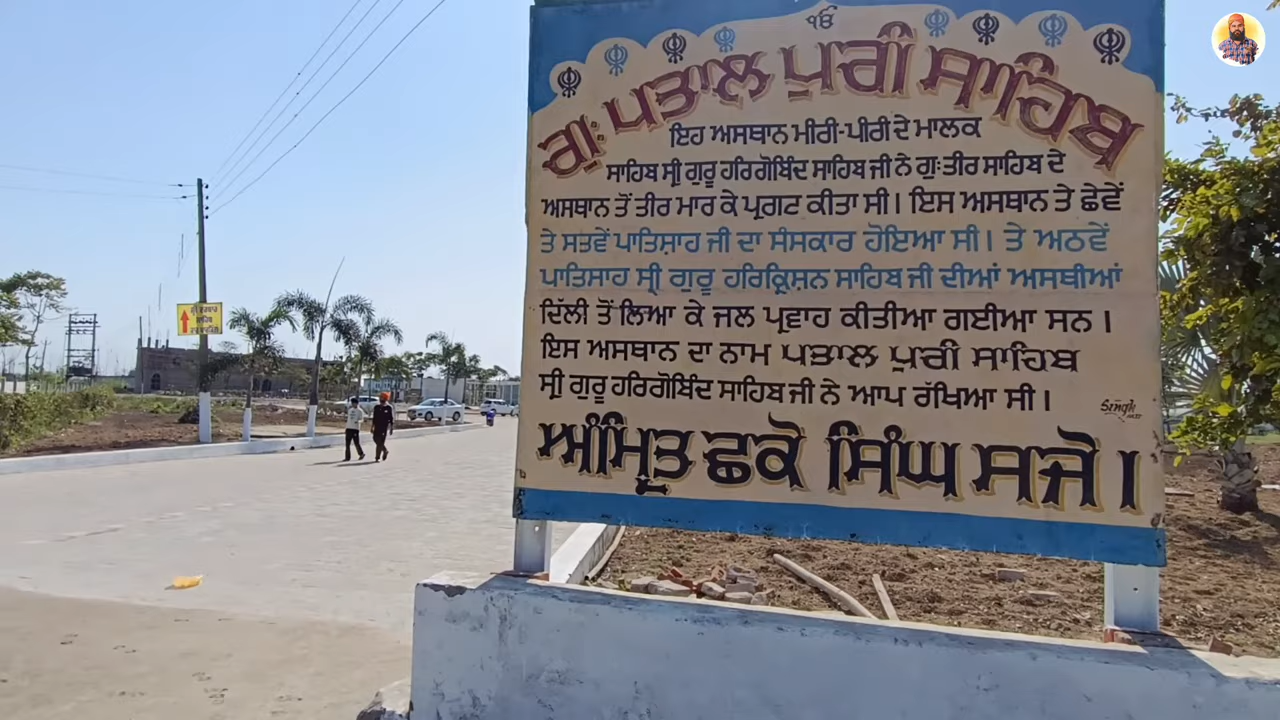 ੴ
ਗੁ: ਪਤਾਲ ਪੁਰੀ ਸਾਹਿਬ
ਇਹ ਅਸਥਾਨ ਮੀਰੀ-ਪੀਰੀ ਦੇ ਮਾਲਕ
ਸਾਹਿਬ ਸ੍ਰੀ ਗੁਰੂ ਹਰਿਗੋਬਿੰਦ ਸਾਹਿਬ ਜੀ ਨੇ ਗੁ:ਤੀਰ ਸਾਹਿਬ ਦੇ
ਅਸਥਾਨ ਤੋਂ ਤੀਰ ਮਾਰ ਕੇ ਪ੍ਰਗਟ ਕੀਤਾ ਸੀ। ਇਸ ਅਸਥਾਨ ਤੇ ਛੇਵੇਂ
ਤੇ ਸਤਵੇਂ ਪਾਤਿਸ਼ਾਹ ਜੀ ਦਾ ਸੰਸਕਾਰ ਹੋਇਆ ਸੀ। ਤੇ ਅਠਵੇਂ
ਪਾਤਿਸਾਹ ਸ੍ਰੀ ਗੁਰੂ ਹਰਿਕ੍ਰਿਸ਼ਨ ਸਾਹਿਬ ਜੀ ਦੀਆਂ ਅਸਥੀਆਂ
ਦਿੱਲੀ ਤੋਂ ਲਿਆ ਕੇ ਜਲ ਪ੍ਰਵਾਹ ਕੀਤੀਆ ਗਈਆ ਸਨ।
ਇਸ ਅਸਥਾਨ ਦਾ ਨਾਮ ਪਤਾਲ ਪੁਰੀ ਸਾਹਿਬ
ਸ੍ਰੀ ਗੁਰੂ ਹਰਿਗੋਬਿੰਦ ਸਾਹਿਬ ਜੀ ਨੇ ਆਪ ਰੱਖਿਆ ਸੀ।
Singh
ਅੰਮ੍ਰਿਤ ਛਕੋ ਸਿੰਘ ਸਜੋ।